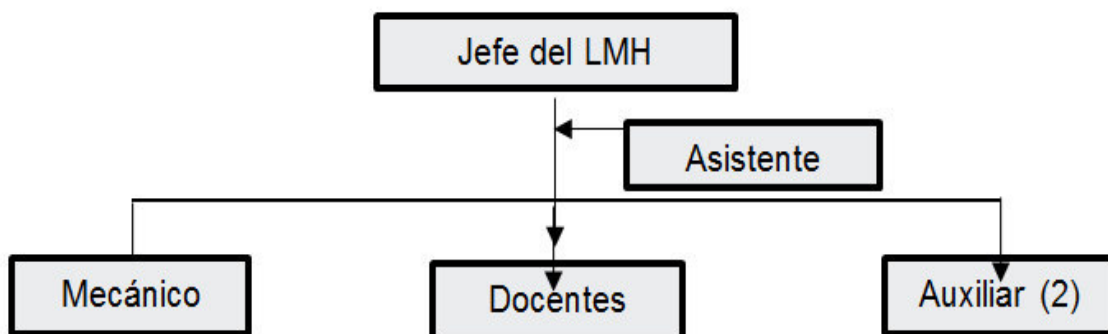 Jefe del LMH
Asistente
Mecánico
Docentes
Auxiliar (2)